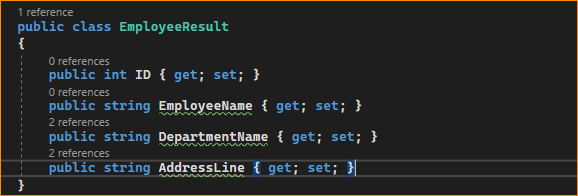 1 reference
public class EmployeeResult
{
0 references
public int ID { get; set; }
0 references
public string EmployeeName { get; set; }
2 references
public string DepartmentName { get; set; }
2 references
public string AddressLine { get; set; }
}